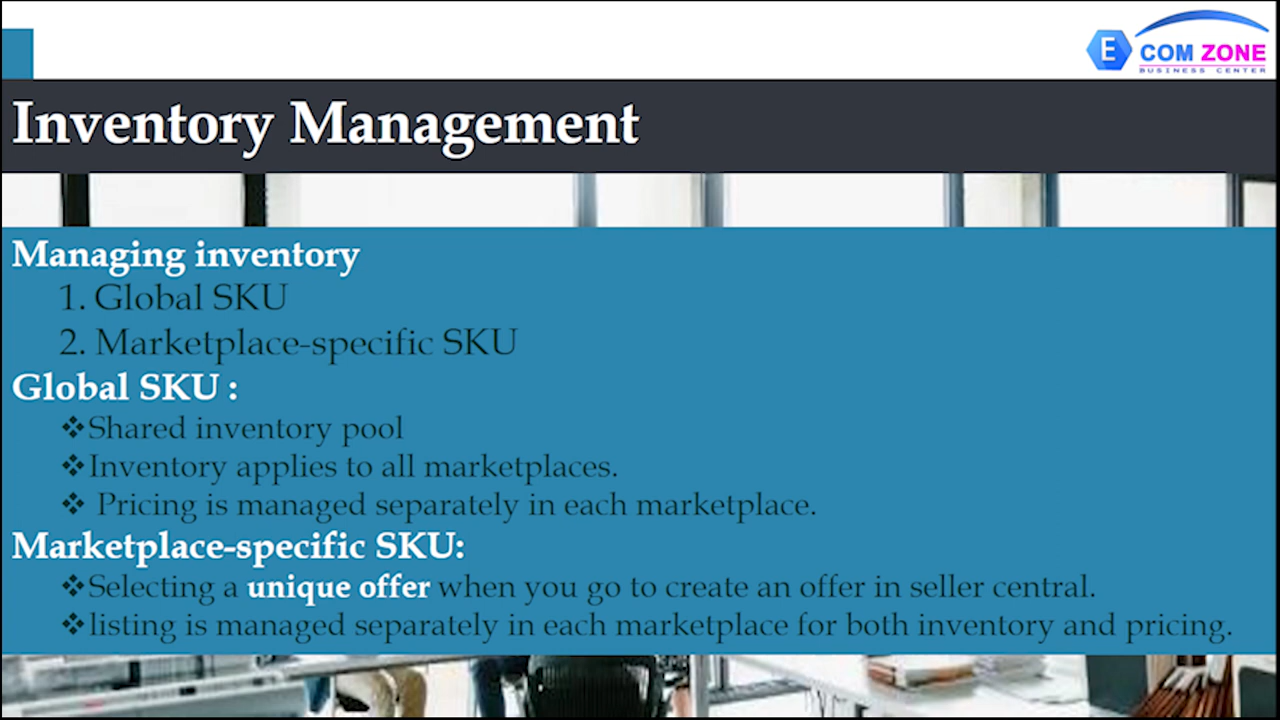 E COM ZONE
BUSINESS CENTER
Inventory Management
Managing inventory
1. Global SKU
2. Marketplace-specific SKU
Global SKU :
❖Shared inventory pool
❖Inventory applies to all marketplaces.
❖ Pricing is managed separately in each marketplace.
Marketplace-specific SKU:
❖Selecting a unique offer when you go to create an offer in seller central.
❖listing is managed separately in each marketplace for both inventory and pricing.